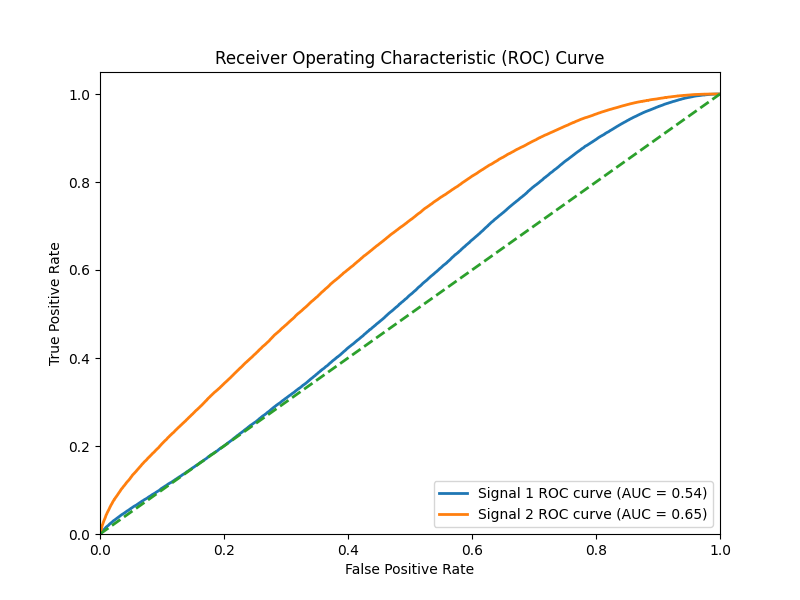 Receiver Operating Characteristic (ROC) Curve
True Positive Rate
1.0
0.8
0.6
0.4
0.2
0.0
Signal 1 ROC curve (AUC = 0.54)
Signal 2 ROC curve (AUC = 0.65)
0.0 0.2 0.4 0.6 0.8 1.0
False Positive Rate